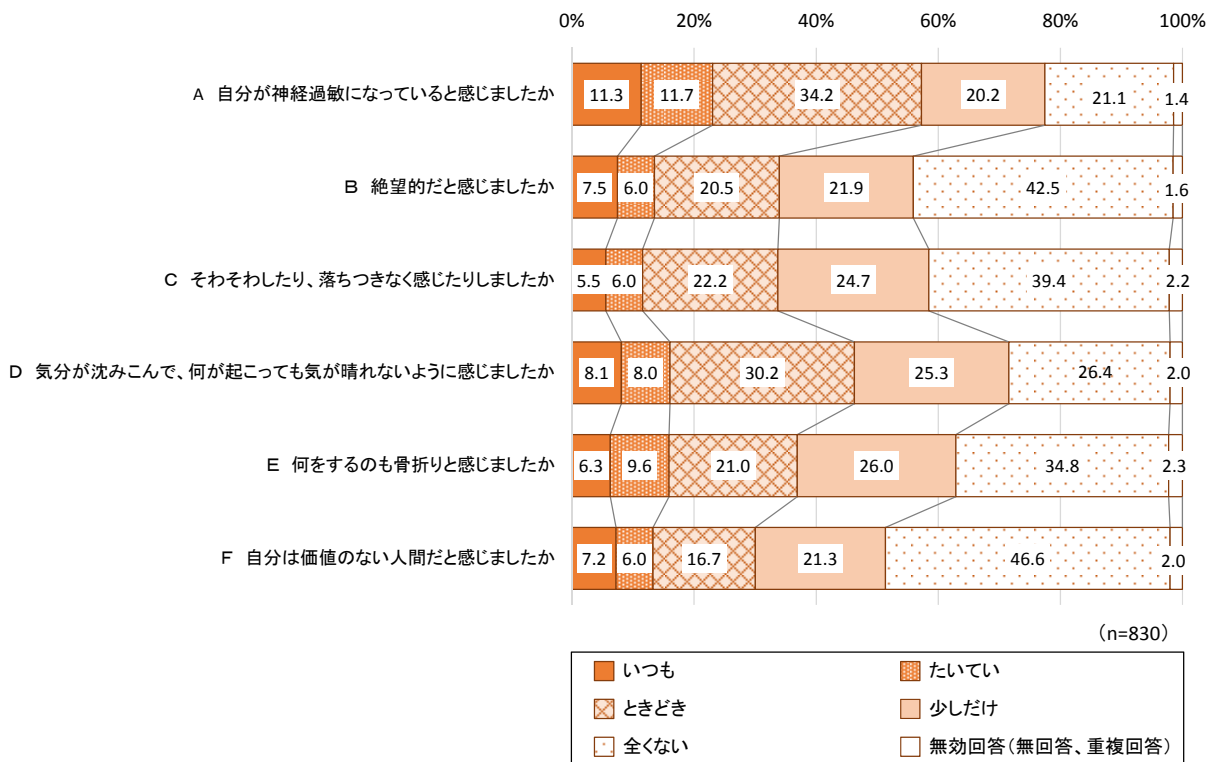 0% 20% 40% 60% 80% 100%
A 自分が神経過敏になっていると感じましたか 11.3 11.7 34.2 20.2 21.1 1.4
B 絶望的だと感じましたか 7.5 6.0 20.5 21.9 42.5 1.6
C そわそわしたり、落ちつきなく感じたりしましたか 5.5 6.0 22.2 24.7 39.4 2.2
D 気分が沈みこんで、何が起こっても気が晴れないように感じましたか 8.1 8.0 30.2 25.3 26.4 2.0
E 何をするのも骨折りと感じましたか 6.3 9.6 21.0 26.0 34.8 2.3
F 自分は価値のない人間だと感じましたか 7.2 6.0 16.7 21.3 46.6 2.0
(n=830)
いつも たいてい
ときどき 少しだけ
全くない 無効回答(無回答、重複回答)